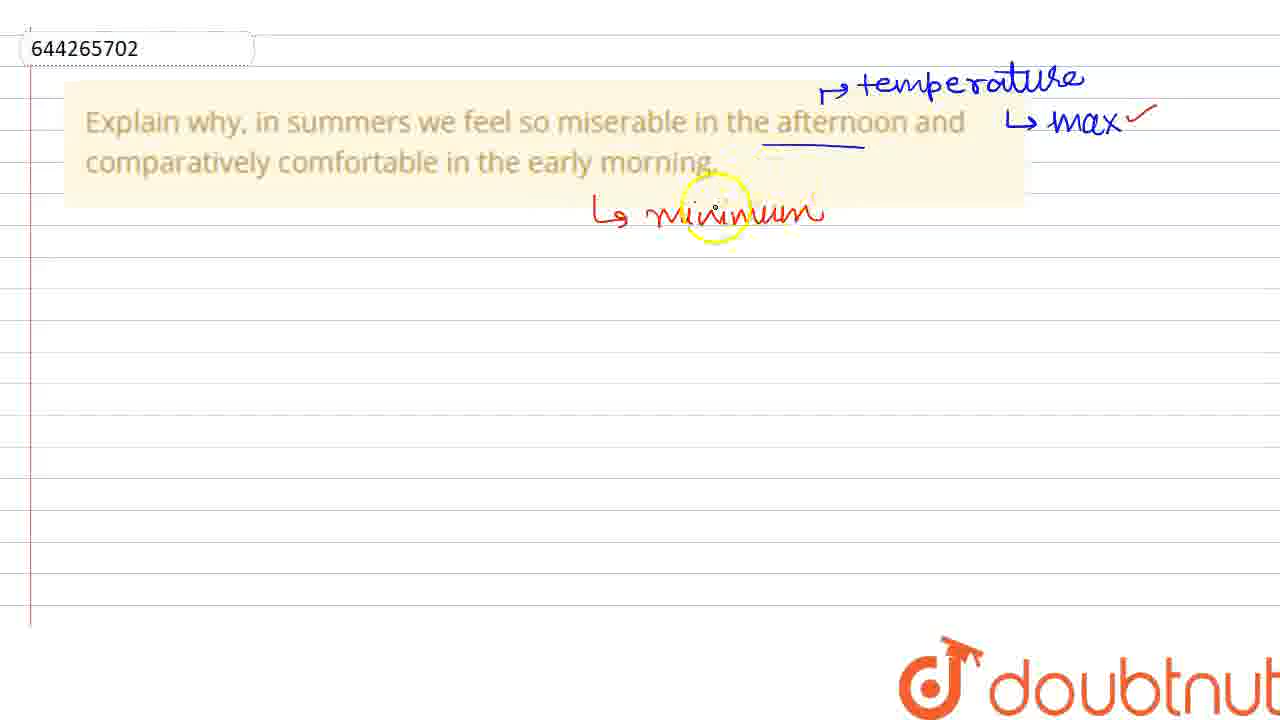 644265702
temperature
Explain why, in summers we feel so miserable in the afternoon and
max
comparatively comfortable in the early morning.
minimum
doubtnut